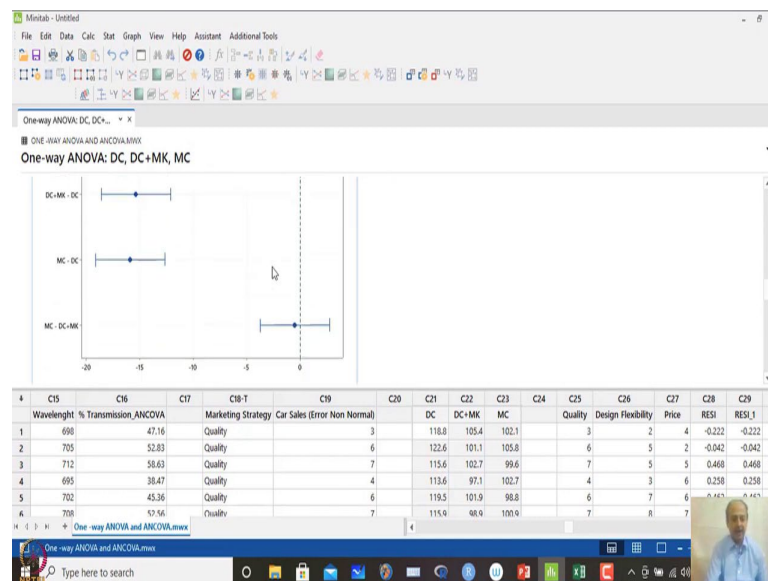 Minitab - Untitled
File Edit Data Calc Stat Graph View Help Assistant Additional Tools
One-way ANOVA: DC, DC+...
ONE -WAY ANOVA AND ANCOVA.MWX
One-way ANOVA: DC, DC+MK, MC
DC+MK - DC
MC - DC
MC - DC+MK
-20 -15 -10 -5 0
C15 C16 C17 C18-T C19 C20 C21 C22 C23 C24 C25 C26 C27 C28 C29
Wavelenght % Transmission_ANCOVA Marketing Strategy Car Sales (Error Non Normal) DC DC+MK MC Quality Design Flexibility Price RESI RESI_1
1 698 47.16 Quality 3 118.8 105.4 102.1 3 2 4 -0.222 -0.222
2 705 52.83 Quality 6 122.6 101.1 105.8 6 5 2 -0.042 -0.042
3 712 58.63 Quality 7 115.6 102.7 99.6 7 5 5 0.468 0.468
4 695 38.47 Quality 4 113.6 97.1 102.7 4 3 6 0.258 0.258
5 702 45.36 Quality 6 119.5 101.9 98.8 6 7 6
6 708 52.56 Quality 7 115.9 98.9 100.9 7 8 7
One -way ANOVA and ANCOVA.mwx
One -way ANOVA and ANCOVA.mwx
Type here to search